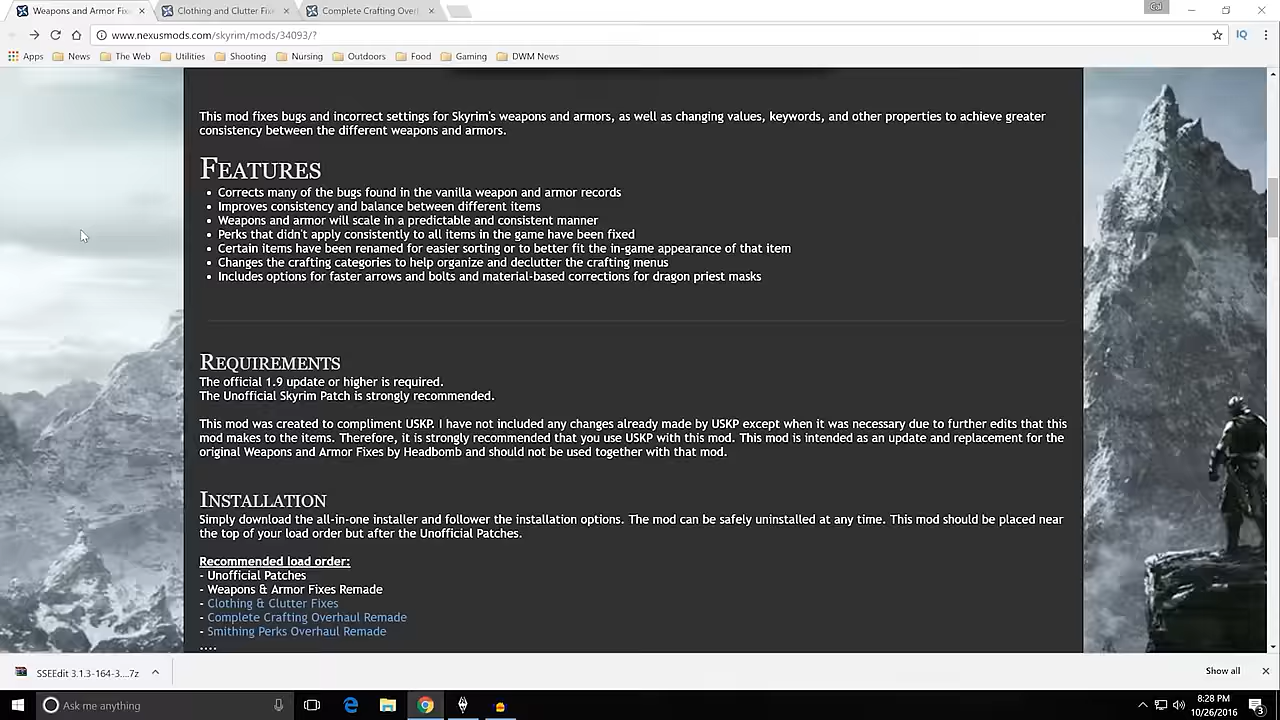 Weapons and Armor Fix
Clothing and Clutter Fix
Complete Crafting Over
Cal
www.nexusmods.com/skyrim/mods/34093/?
IQ
Apps News The Web Utilities Shooting Nursing Outdoors Food Gaming DWM News
This mod fixes bugs and incorrect settings for Skyrim's weapons and armors, as well as changing values, keywords, and other properties to achieve greater
consistency between the different weapons and armors.
FEATURES
• Corrects many of the bugs found in the vanilla weapon and armor records
• Improves consistency and balance between different items
• Weapons and armor will scale in a predictable and consistent manner
• Perks that didn't apply consistently to all items in the game have been fixed
• Certain items have been renamed for easier sorting or to better fit the in-game appearance of that item
• Changes the crafting categories to help organize and declutter the crafting menus
• Includes options for faster arrows and bolts and material-based corrections for dragon priest masks
REQUIREMENTS
The official 1.9 update or higher is required.
The Unofficial Skyrim Patch is strongly recommended.
This mod was created to compliment USKP. I have not included any changes already made by USKP except when it was necessary due to further edits that this
mod makes to the items. Therefore, it is strongly recommended that you use USKP with this mod. This mod is intended as an update and replacement for the
original Weapons and Armor Fixes by Headbomb and should not be used together with that mod.
INSTALLATION
Simply download the all-in-one installer and follower the installation options. The mod can be safely uninstalled at any time. This mod should be placed near
the top of your load order but after the Unofficial Patches.
Recommended load order:
- Unofficial Patches
- Weapons & Armor Fixes Remade
- Clothing & Clutter Fixes
- Complete Crafting Overhaul Remade
- Smithing Perks Overhaul Remade
....
SSEEdit 3.1.3-164-3....7z
Show all
Ask me anything
8:28 PM
10/26/2016
3